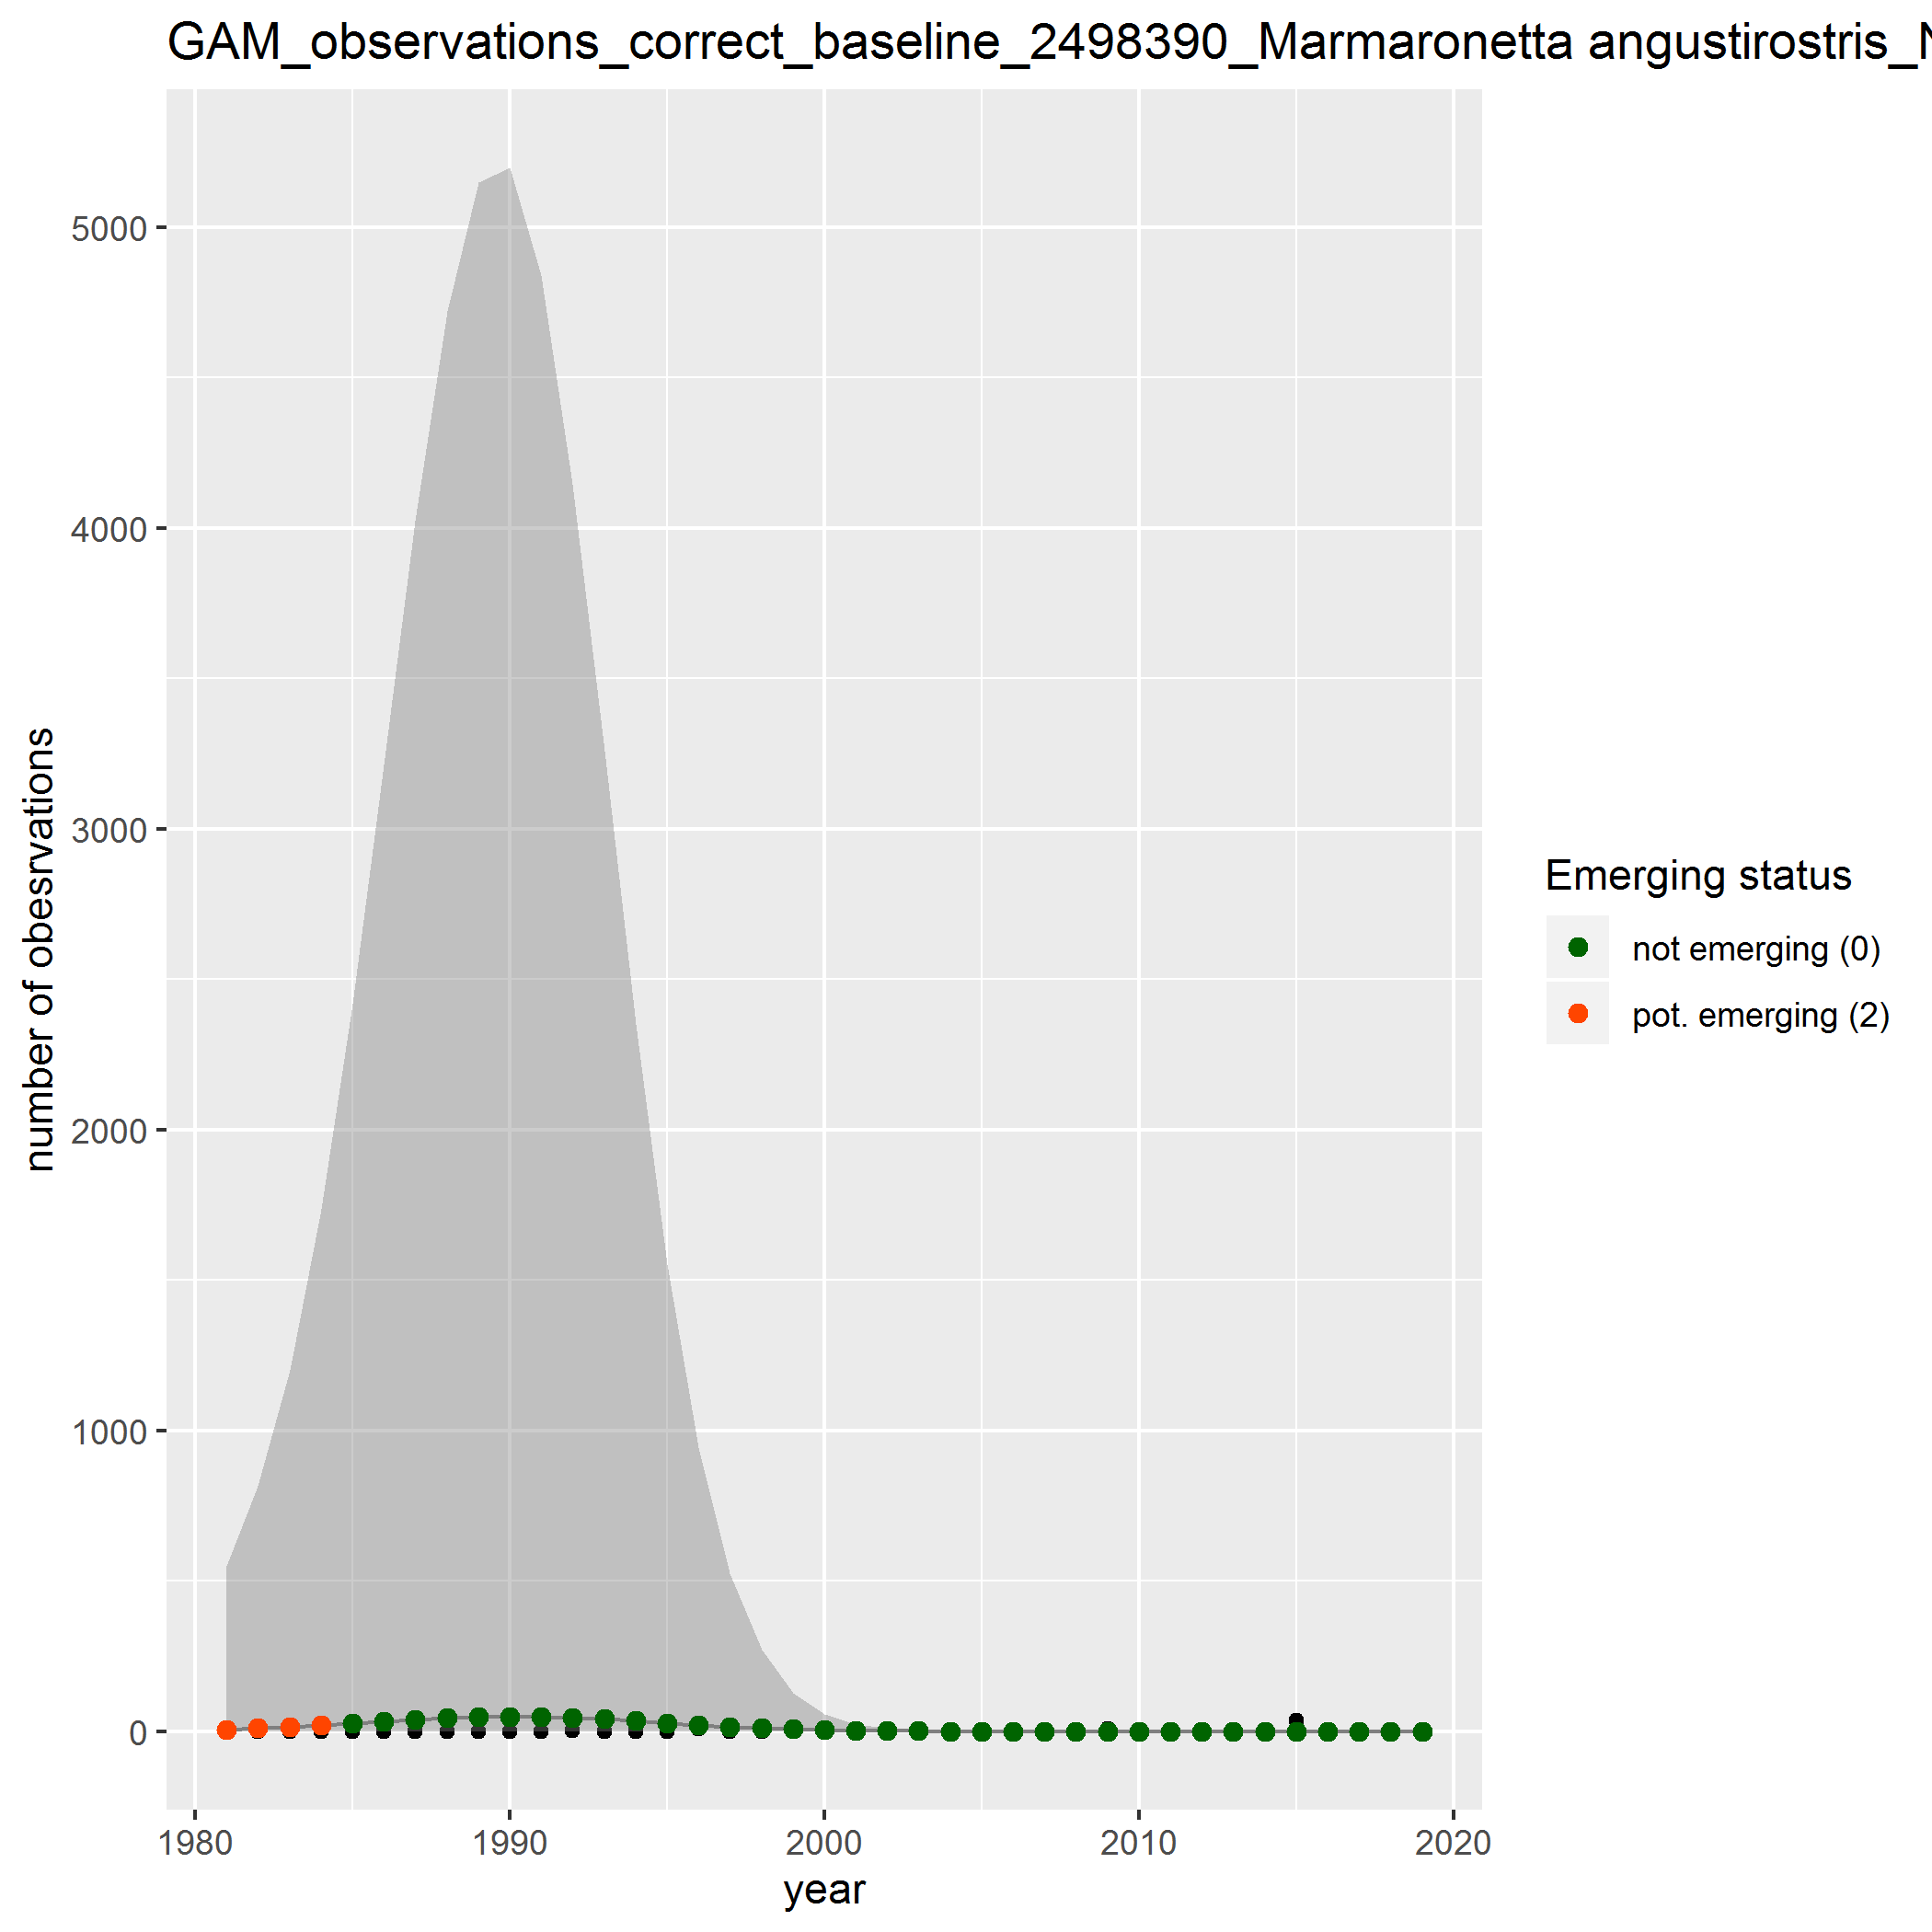 GAM_observations_correct_baseline_2498390_Marmaronetta angustirostris_N
number of obesrvations
5000
4000
3000
2000
1000
0
1980
1990
2000
2010
2020
year
Emerging status
not emerging (0)
pot. emerging (2)